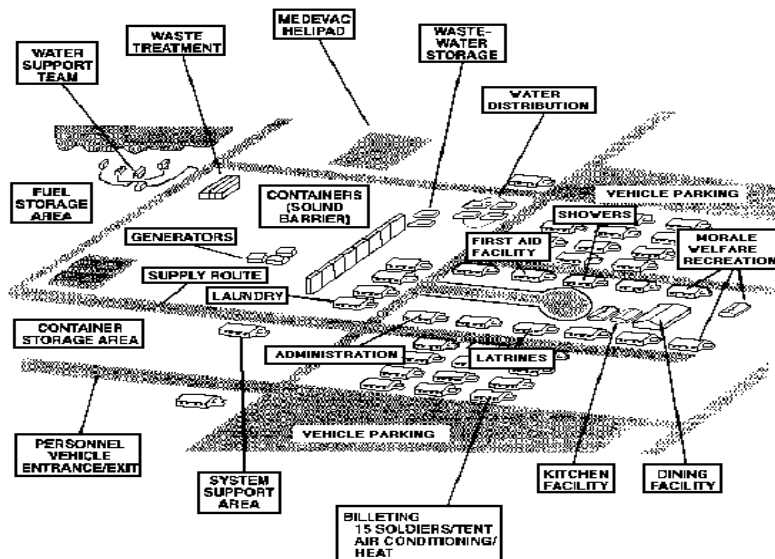 MEDEVAC
HELIPAD
WASTE
TREATMENT
WASTE-
WATER
STORAGE
WATER
SUPPORT
TEAM
WATER
DISTRIBUTION
FUEL
STORAGE
AREA
CONTAINERS
(SOUND
BARRIER)
VEHICLE PARKING
SHOWERS
GENERATORS
FIRST AID
FACILITY
MORALE
WELFARE
RECREATION
SUPPLY ROUTE
LAUNDRY
CONTAINER
STORAGE AREA
ADMINISTRATION
LATRINES
PERSONNEL
VEHICLE
ENTRANCE/EXIT
VEHICLE PARKING
SYSTEM
SUPPORT
AREA
KITCHEN
FACILITY
DINING
FACILITY
BILLETING
15 SOLDIERS/TENT
AIR CONDITIONING/
HEAT